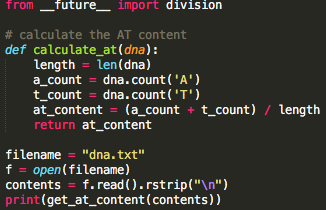 from __future__ import division
# calculate the AT content
def calculate_at(dna):
    length = len(dna)
    a_count = dna.count('A')
    t_count = dna.count('T')
    at_content = (a_count + t_count) / length
    return at_content
filename = "dna.txt"
f = open(filename)
contents = f.read().rstrip("\n")
print(get_at_content(contents))